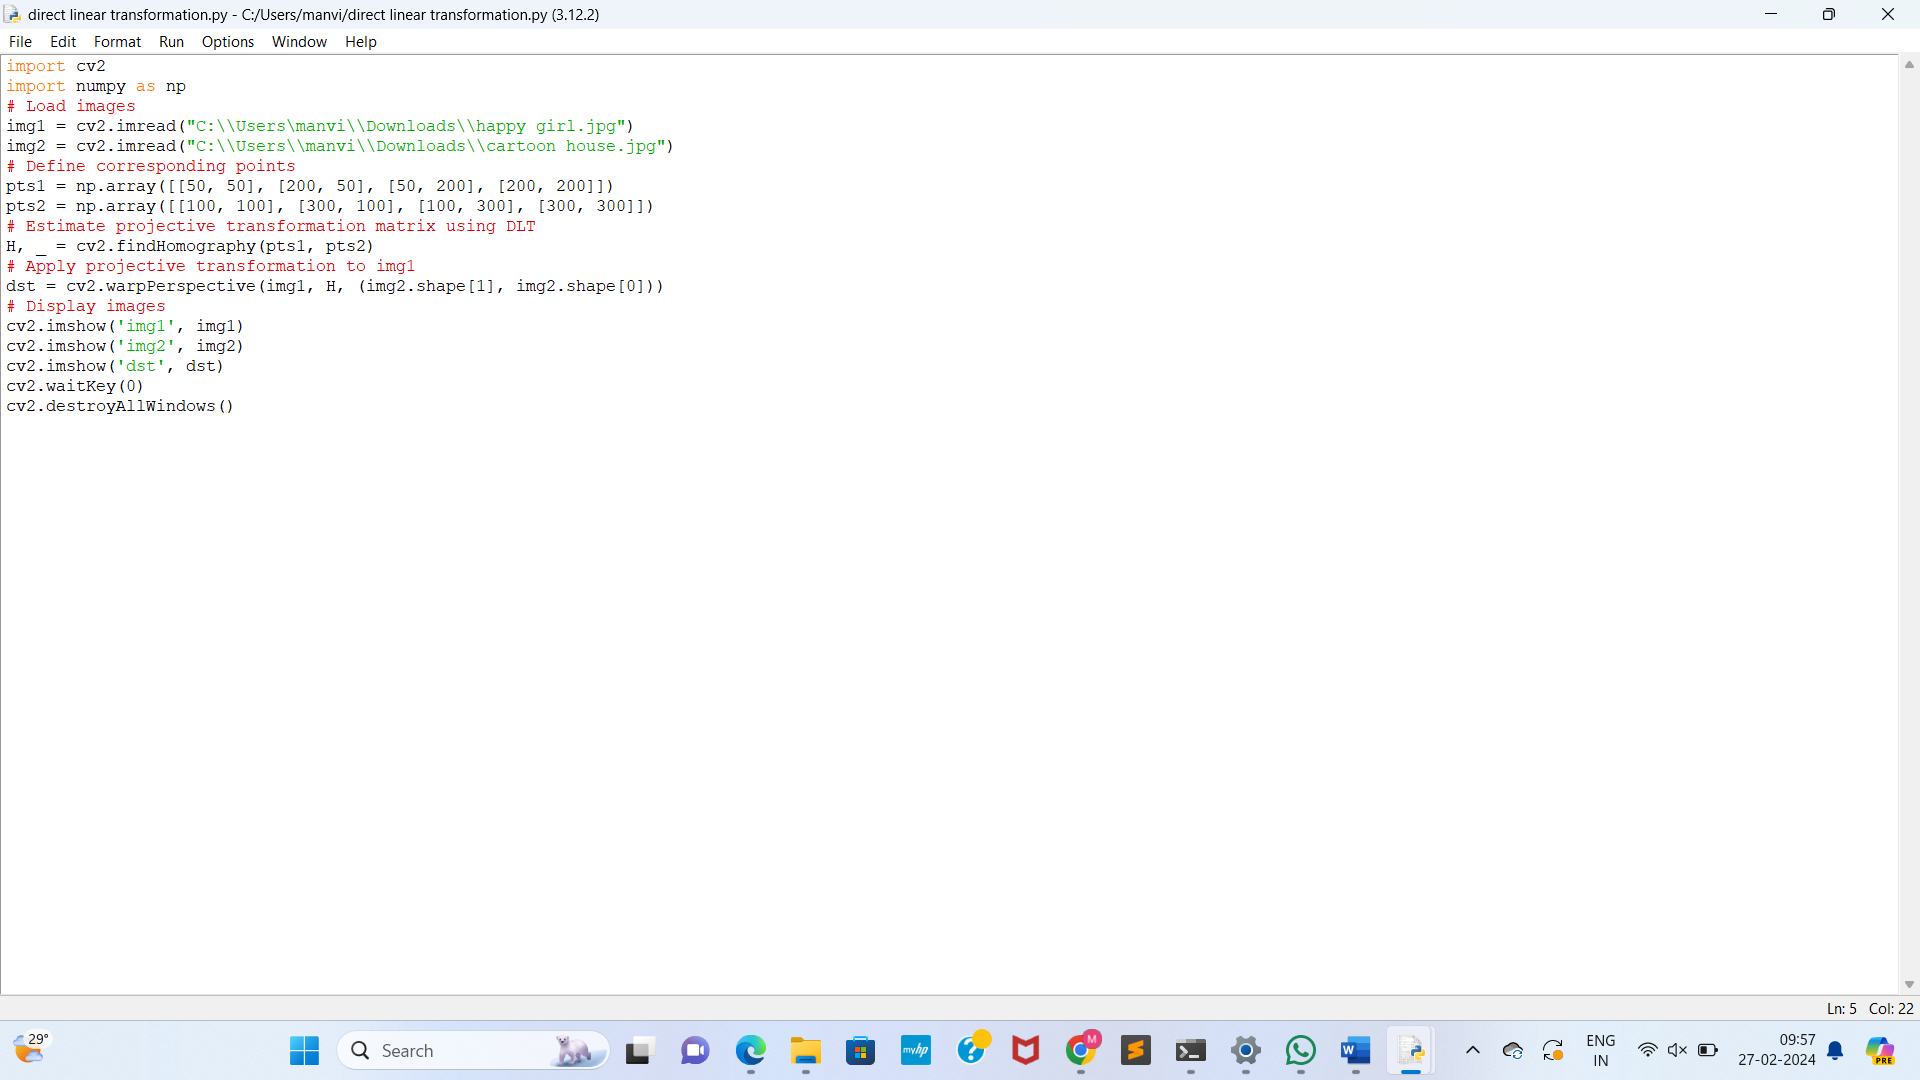 direct linear transformation.py - C:/Users/manvi/direct linear transformation.py (3.12.2)
File Edit Format Run Options Window Help
import cv2
import numpy as np
# Load images
img1 = cv2.imread("C:\\Users\manvi\\Downloads\\happy girl.jpg")
img2 = cv2.imread("C:\\Users\\manvi\\Downloads\\cartoon house.jpg")
# Define corresponding points
pts1 = np.array([[50, 50], [200, 50], [50, 200], [200, 200]])
pts2 = np.array([[100, 100], [300, 100], [100, 300], [300, 300]])
# Estimate projective transformation matrix using DLT
H, _ = cv2.findHomography(pts1, pts2)
# Apply projective transformation to img1
dst = cv2.warpPerspective(img1, H, (img2.shape[1], img2.shape[0]))
# Display images
cv2.imshow('img1', img1)
cv2.imshow('img2', img2)
cv2.imshow('dst', dst)
cv2.waitKey(0)
cv2.destroyAllWindows()
Ln: 5 Col: 22
29°
Search
myhp
M
W
ENG
IN
09:57
27-02-2024
PRE